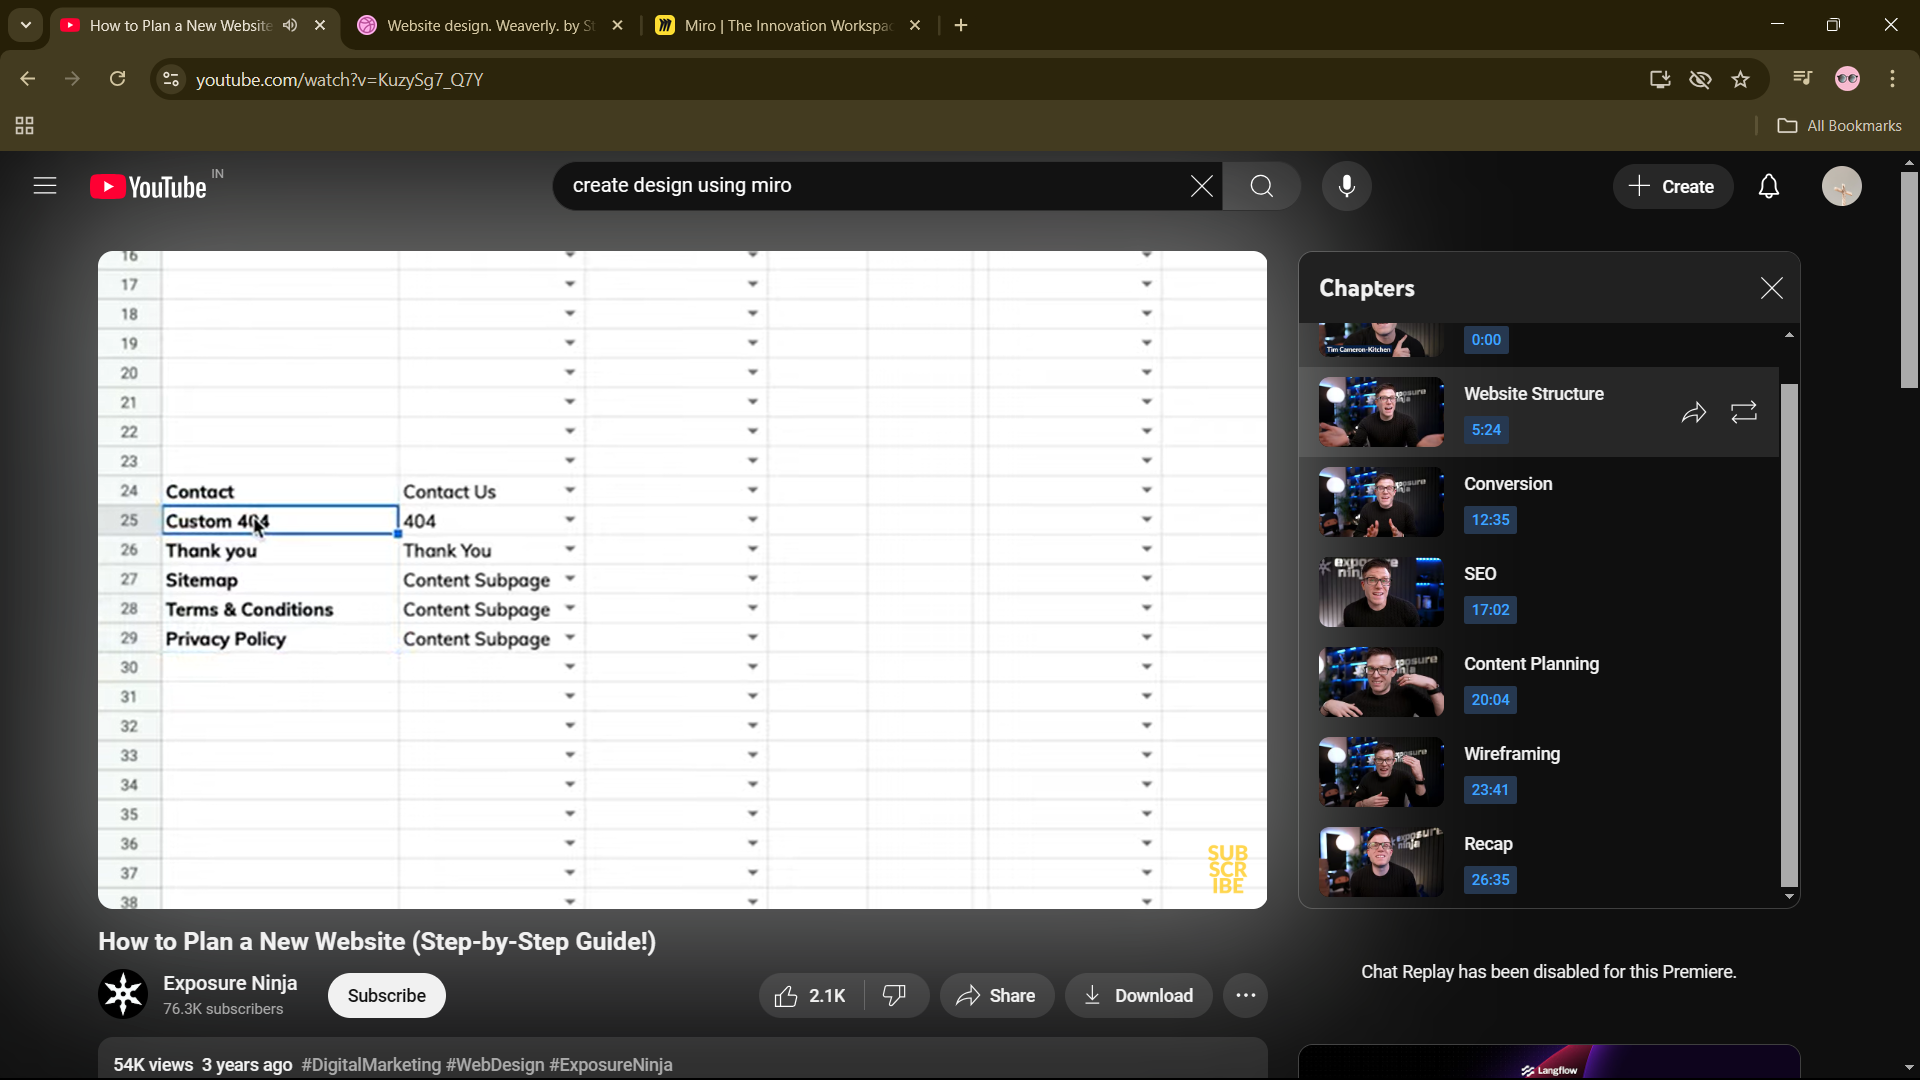 How to Plan a New Website
Website design. Weaverly. by St
Miro | The Innovation Workspac
youtube.com/watch?v=KuzySg7_Q7Y
All Bookmarks
YouTube IN
create design using miro
Create
16
17
18
19
20
21
22
23
24 Contact Contact Us
25 Custom 404 404
26 Thank you Thank You
27 Sitemap Content Subpage
28 Terms & Conditions Content Subpage
29 Privacy Policy Content Subpage
30
31
32
33
34
35
36
37
38
SUB
SCR
IBE
Chapters
Tim Cameron-Kitchen
0:00
Website Structure
5:24
Conversion
12:35
SEO
17:02
Content Planning
20:04
Wireframing
23:41
Recap
26:35
How to Plan a New Website (Step-by-Step Guide!)
Exposure Ninja
76.3K subscribers
Subscribe
2.1K
Share
Download
Chat Replay has been disabled for this Premiere.
54K views 3 years ago #DigitalMarketing #WebDesign #ExposureNinja
Langflow